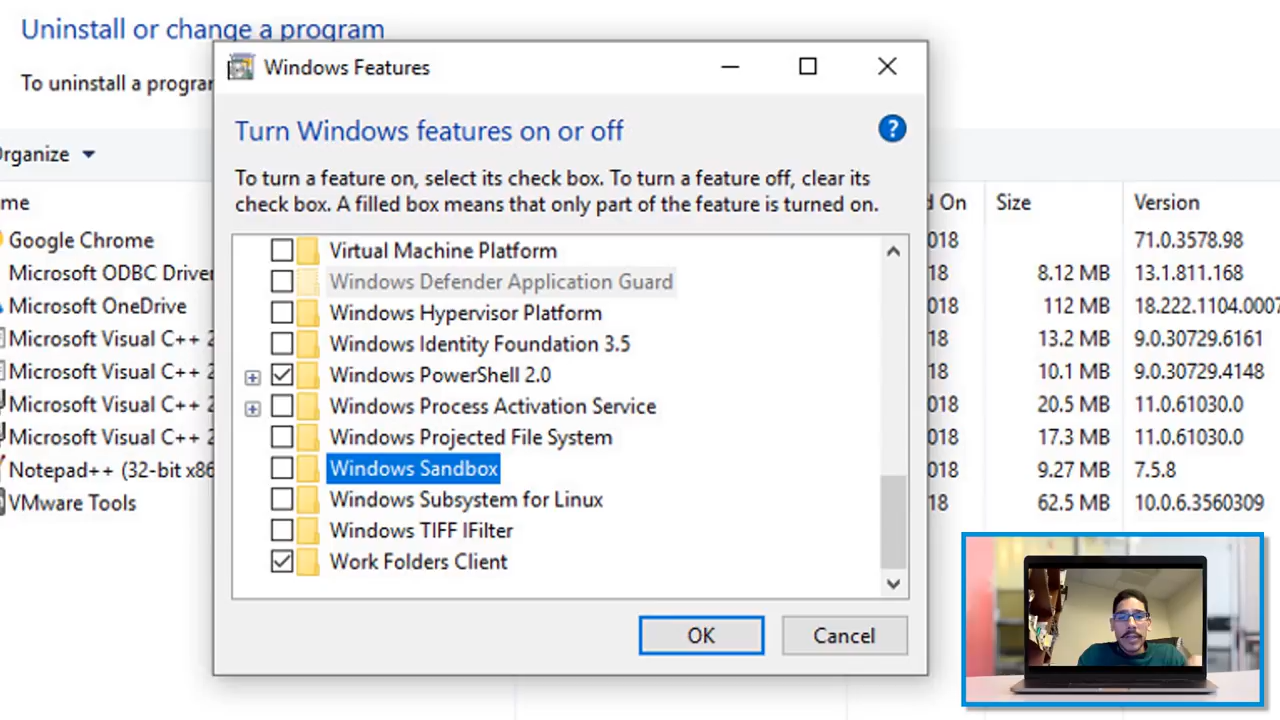 Uninstall or change a program
To uninstall a program
Organize
Windows Features
Turn Windows features on or off
To turn a feature on, select its check box. To turn a feature off, clear its
check box. A filled box means that only part of the feature is turned on.
Virtual Machine Platform
Windows Defender Application Guard
Windows Hypervisor Platform
Windows Identity Foundation 3.5
Windows PowerShell 2.0
Windows Process Activation Service
Windows Projected File System
Windows Sandbox
Windows Subsystem for Linux
Windows TIFF IFilter
Work Folders Client
OK Cancel
me d On Size Version
Google Chrome 018 71.0.3578.98
Microsoft ODBC Driver 18 8.12 MB 13.1.811.168
Microsoft OneDrive 018 112 MB 18.222.1104.0007
Microsoft Visual C++ 2 18 13.2 MB 9.0.30729.6161
Microsoft Visual C++ 2 018 10.1 MB 9.0.30729.4148
Microsoft Visual C++ 2 018 20.5 MB 11.0.61030.0
Microsoft Visual C++ 2 018 17.3 MB 11.0.61030.0
Notepad++ (32-bit x86 018 9.27 MB 7.5.8
VMware Tools 18 62.5 MB 10.0.6.3560309